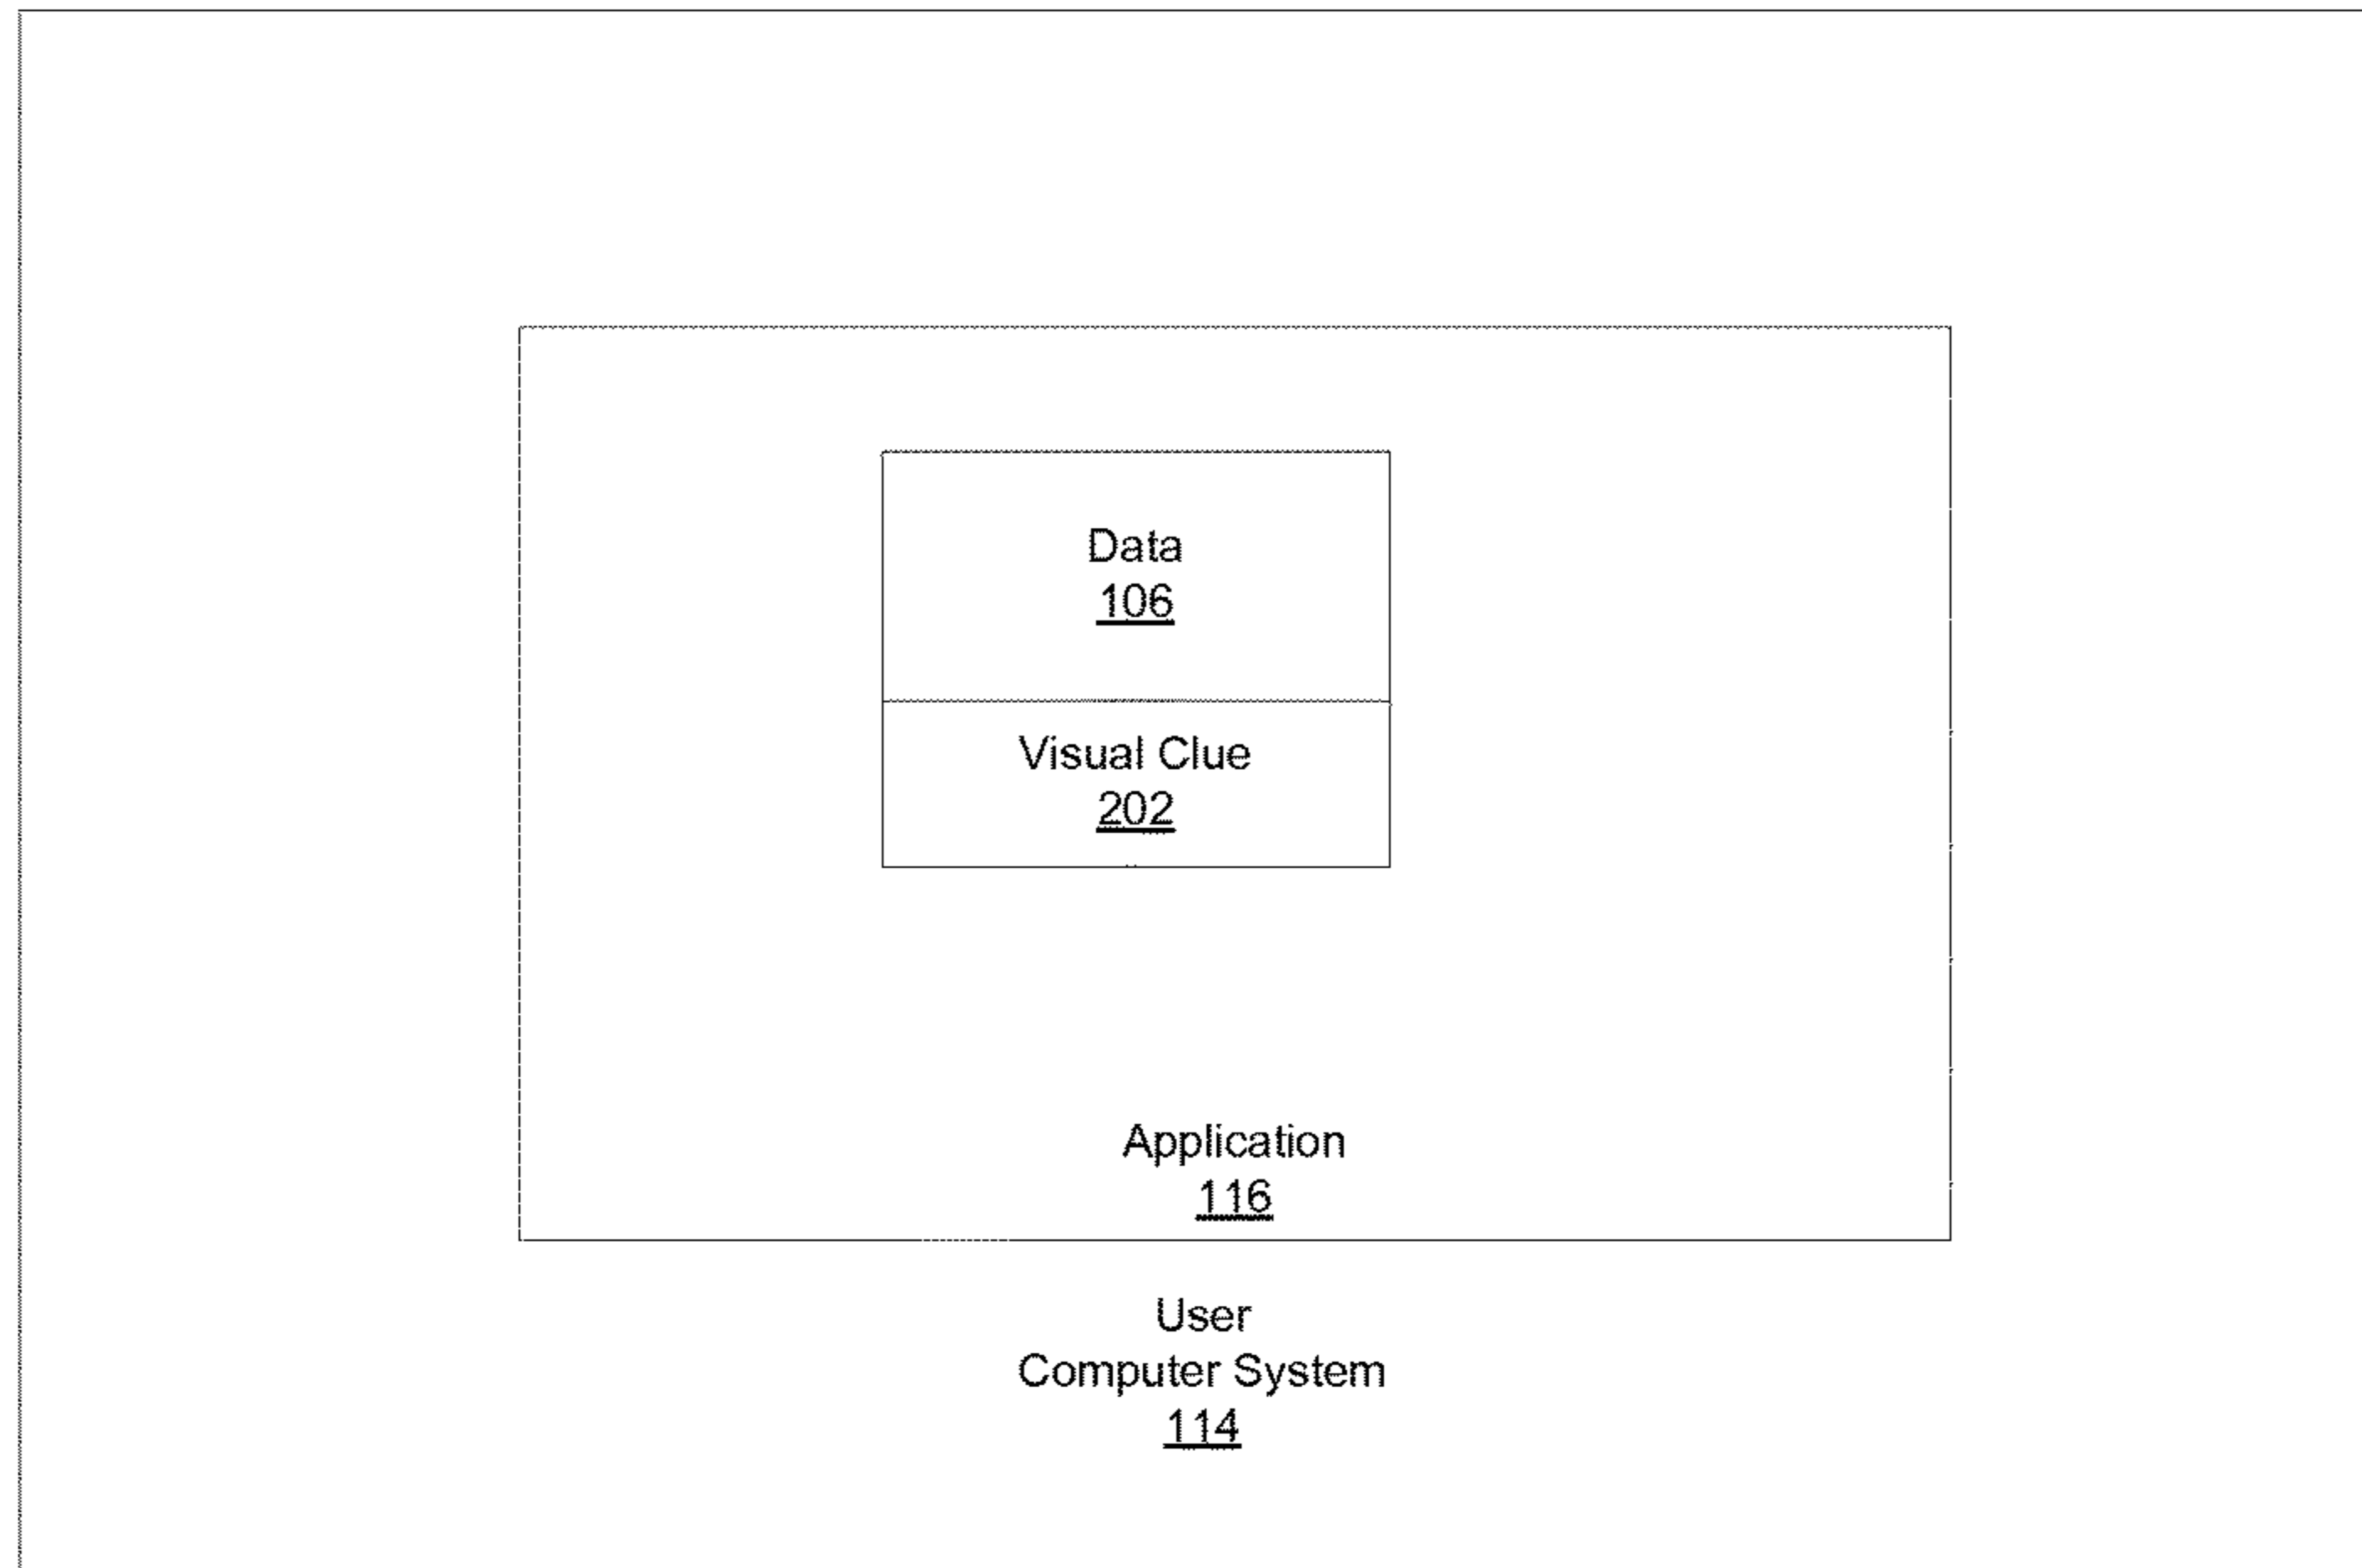 Data
106
Visual Clue
202
Application
116
User
Computer System
114